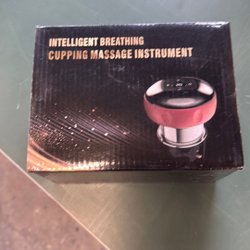 INTELLIGENT BREATHING
CUPPING MASSAGE INSTRUMENT